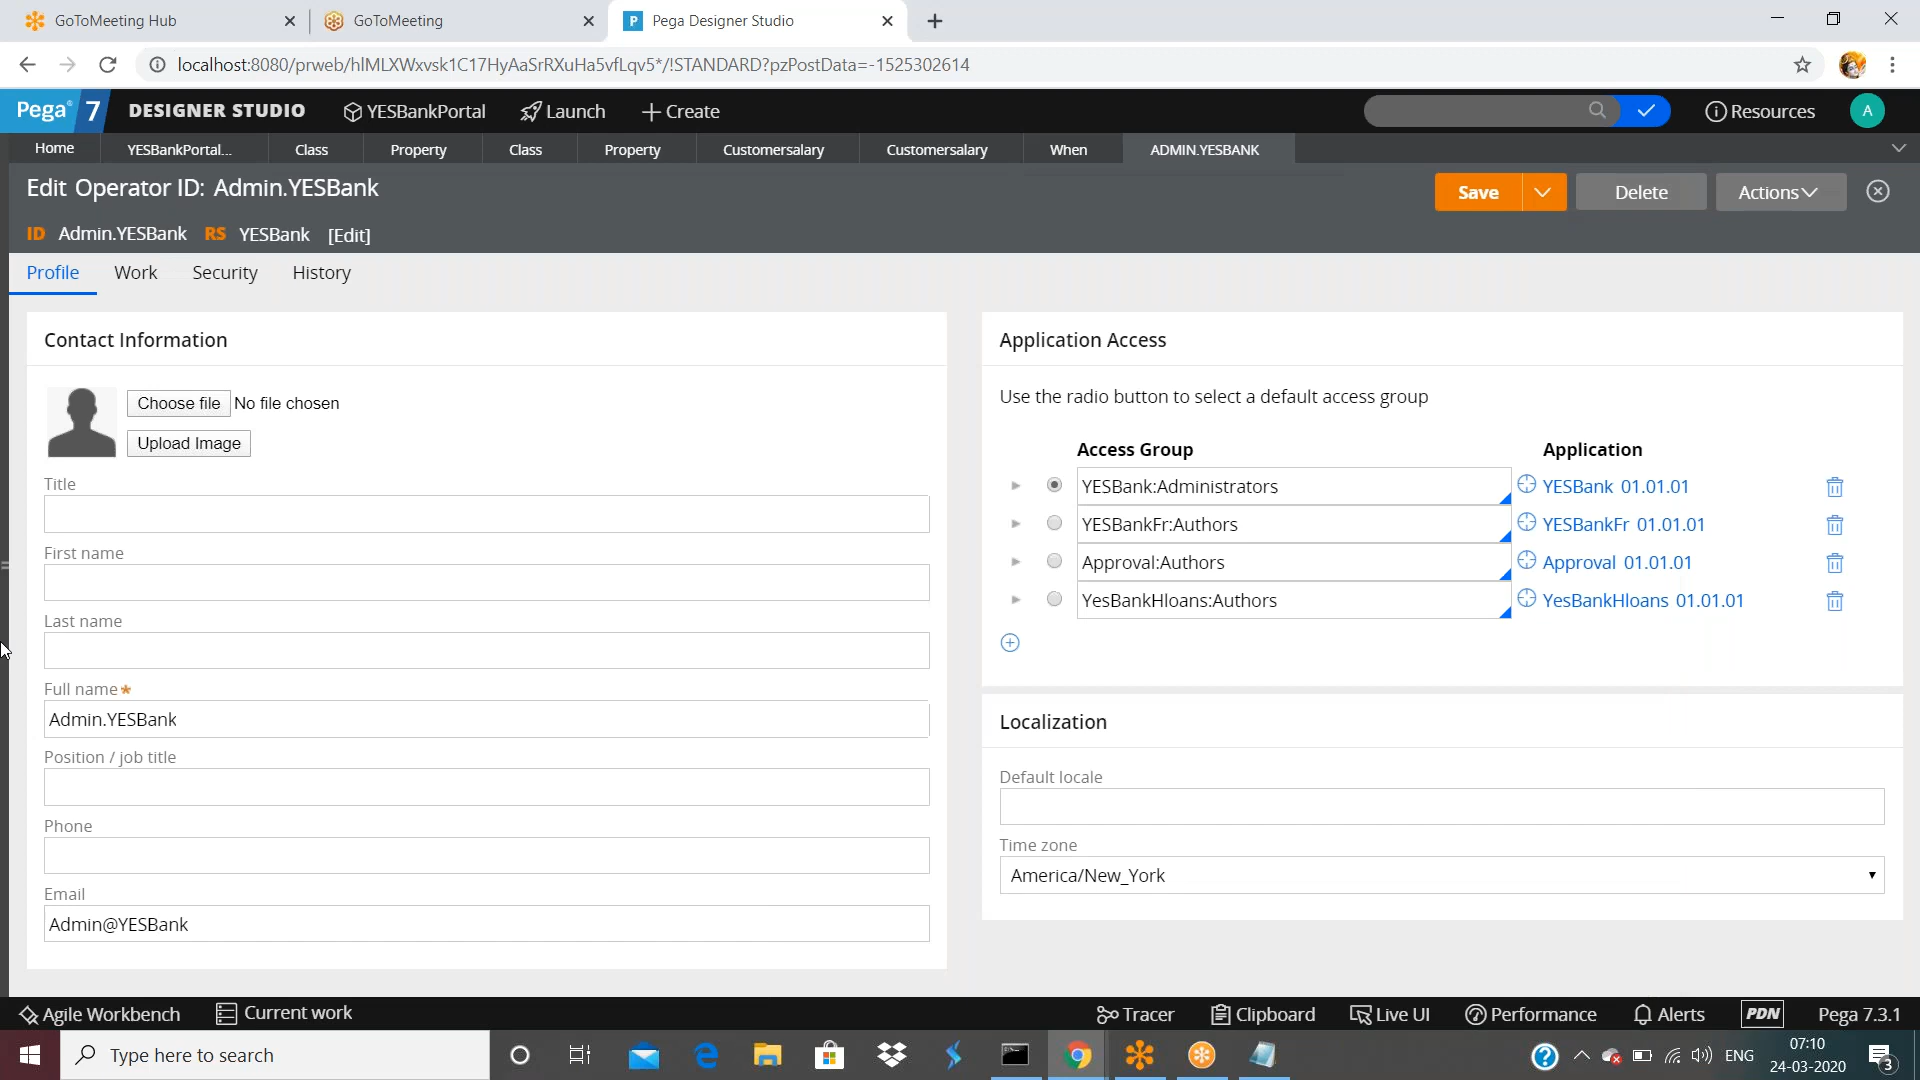 GoToMeeting Hub
GoToMeeting
Pega Designer Studio
localhost:8080/prweb/hIMLXWxvsk1C17HyAaSrRXuHa5vfLqv5*/!STANDARD?pzPostData=-1525302614
Pega 7 DESIGNER STUDIO YESBankPortal Launch Create Resources A
Home YESBankPortal... Class Property Class Property Customersalary Customersalary When ADMIN.YESBANK
Edit Operator ID: Admin.YESBank
Save Delete Actions
ID Admin.YESBank RS YESBank [Edit]
Profile Work Security History
Contact Information
Choose file No file chosen
Upload Image
Title
First name
Last name
Full name*
Admin.YESBank
Position / job title
Phone
Email
Admin@YESBank
Application Access
Use the radio button to select a default access group
Access Group Application
YESBank:Administrators YESBank 01.01.01
YESBankFr:Authors YESBankFr 01.01.01
Approval:Authors Approval 01.01.01
YesBankHloans:Authors YesBankHloans 01.01.01
Localization
Default locale
Time zone
America/New_York
Agile Workbench Current work Tracer Clipboard Live UI Performance Alerts PDN Pega 7.3.1
Type here to search
ENG
07:10
24-03-2020
3